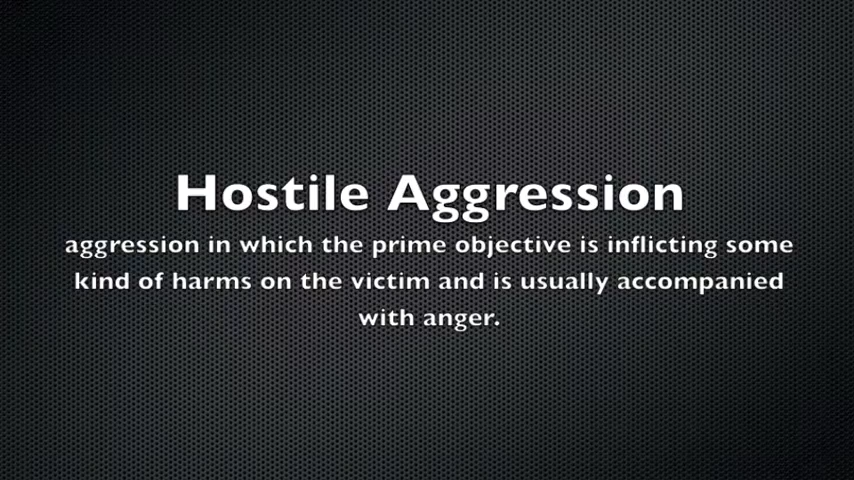 Hostile Aggression
aggression in which the prime objective is inflicting some
kind of harms on the victim and is usually accompanied
with anger.